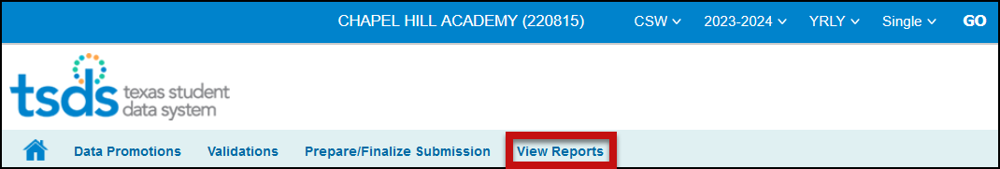 CHAPEL HILL ACADEMY (220815) CSW 2023-2024 YRLY Single GO
tsds texas student
data system
Data Promotions Validations Prepare/Finalize Submission View Reports